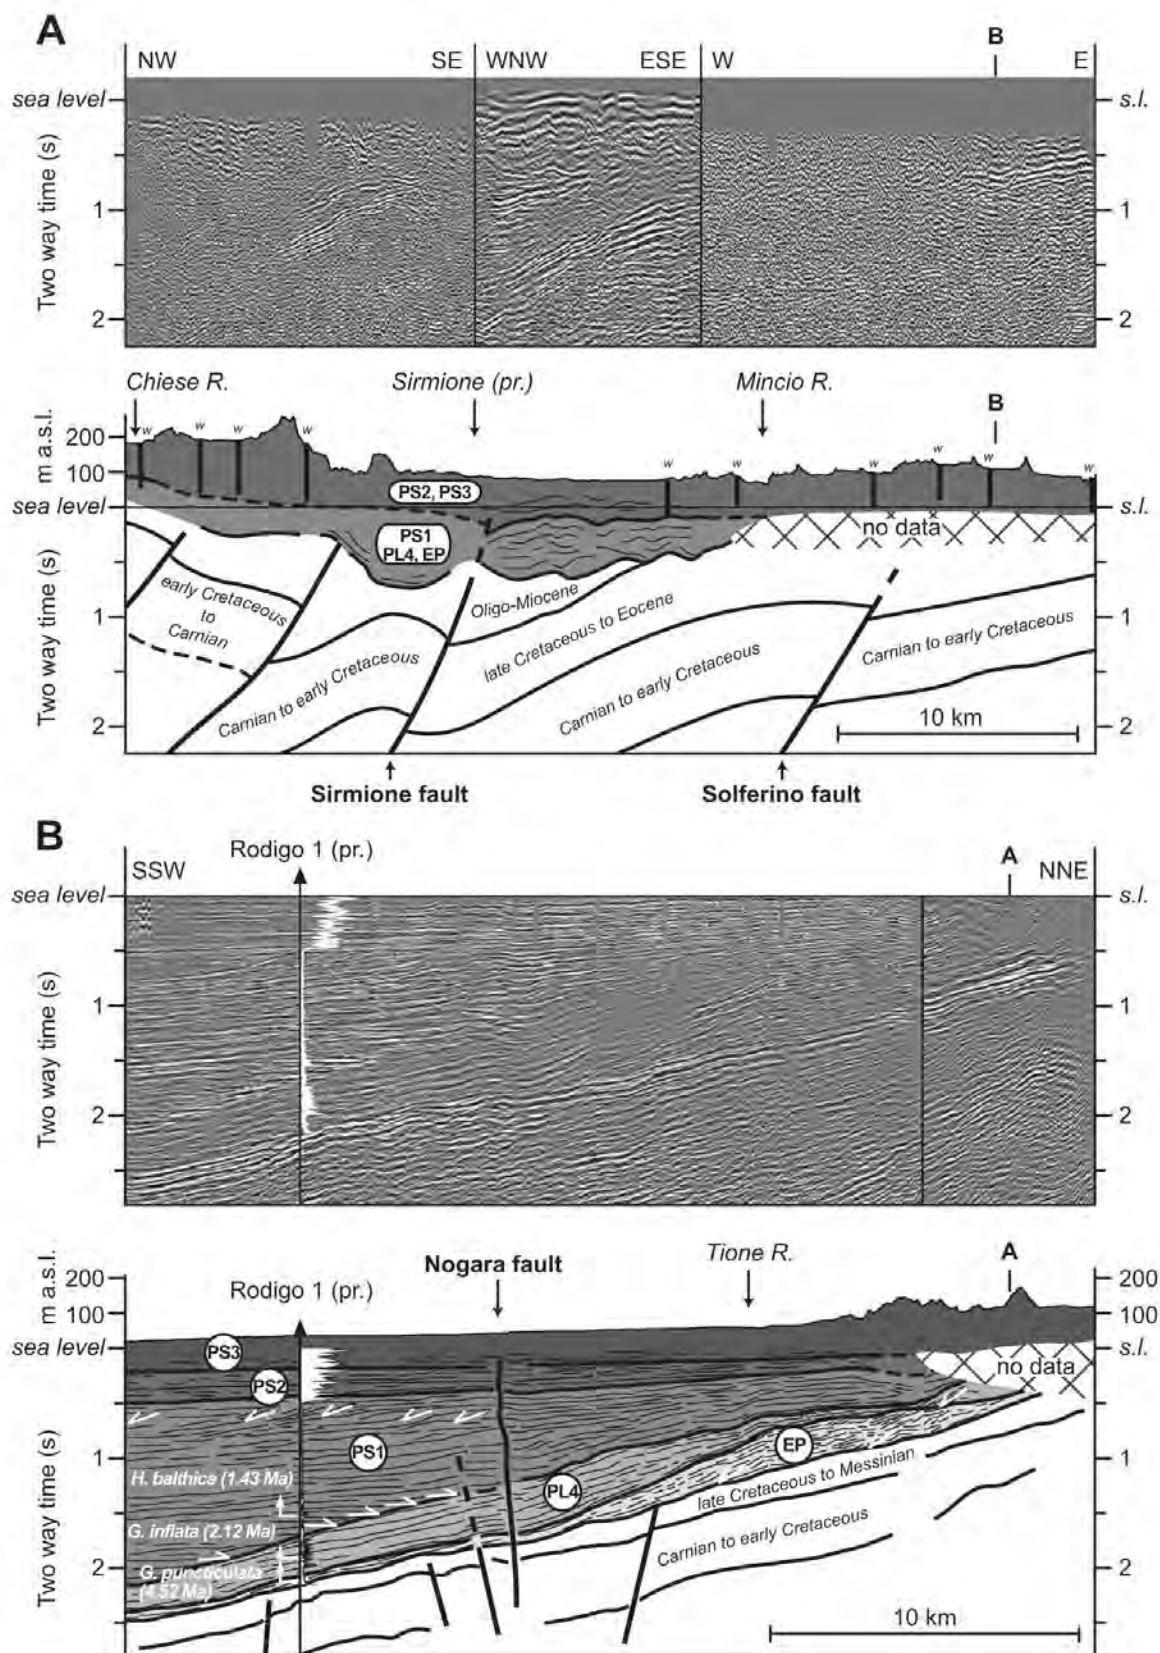 A
B
NW SE WNW ESE W E
sea level s.l.
Two way time (s)
1 1
2 2
Chiese R. Sirmione (pr.) Mincio R.
B
m a.s.l.
200
100
w w w w w w w w w w
PS2, PS3
sea level s.l.
PS1
PL4, EP
no data
Two way time (s)
early Cretaceous
to
Carnian
Oligo-Miocene
late Cretaceous to Eocene
Carnian to early Cretaceous
Carnian to early Cretaceous
Carnian to early Cretaceous
1 1
2 2
10 km
Sirmione fault Solferino fault
B
Rodigo 1 (pr.)
A
SSW NNE
sea level s.l.
Two way time (s)
1 1
2 2
Nogara fault Tione R. A
m a.s.l.
200 200
100 100
Rodigo 1 (pr.)
sea level s.l.
PS3
no data
PS2
EP
PS1
1 1
Two way time (s)
H. balthica (1.43 Ma)
PL4
late Cretaceous to Messinian
G. inflata (2.12 Ma)
Carnian to early Cretaceous
G. puncticulata
(4.52 Ma)
2 2
10 km